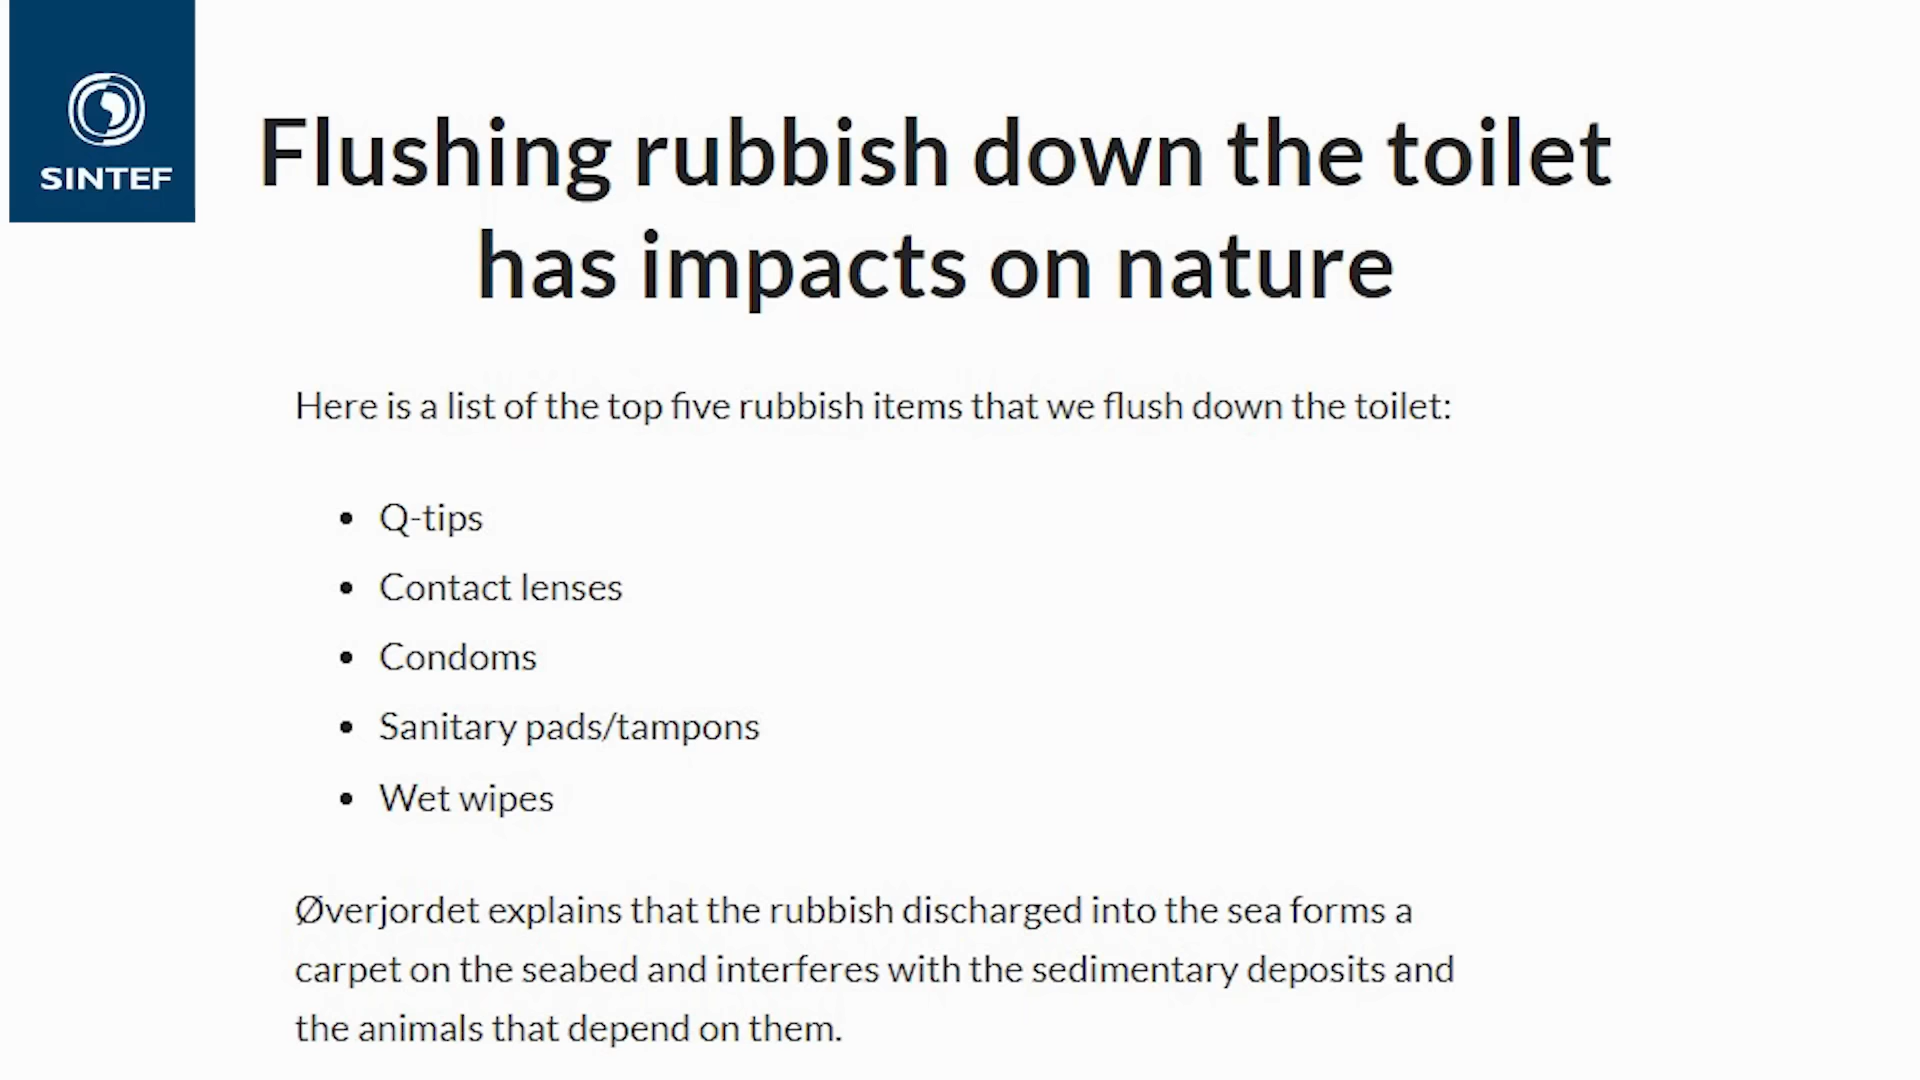 SINTEF
Flushing rubbish down the toilet
has impacts on nature
Here is a list of the top five rubbish items that we flush down the toilet:
• Q-tips
• Contact lenses
• Condoms
• Sanitary pads/tampons
• Wet wipes
Øverjordet explains that the rubbish discharged into the sea forms a
carpet on the seabed and interferes with the sedimentary deposits and
the animals that depend on them.